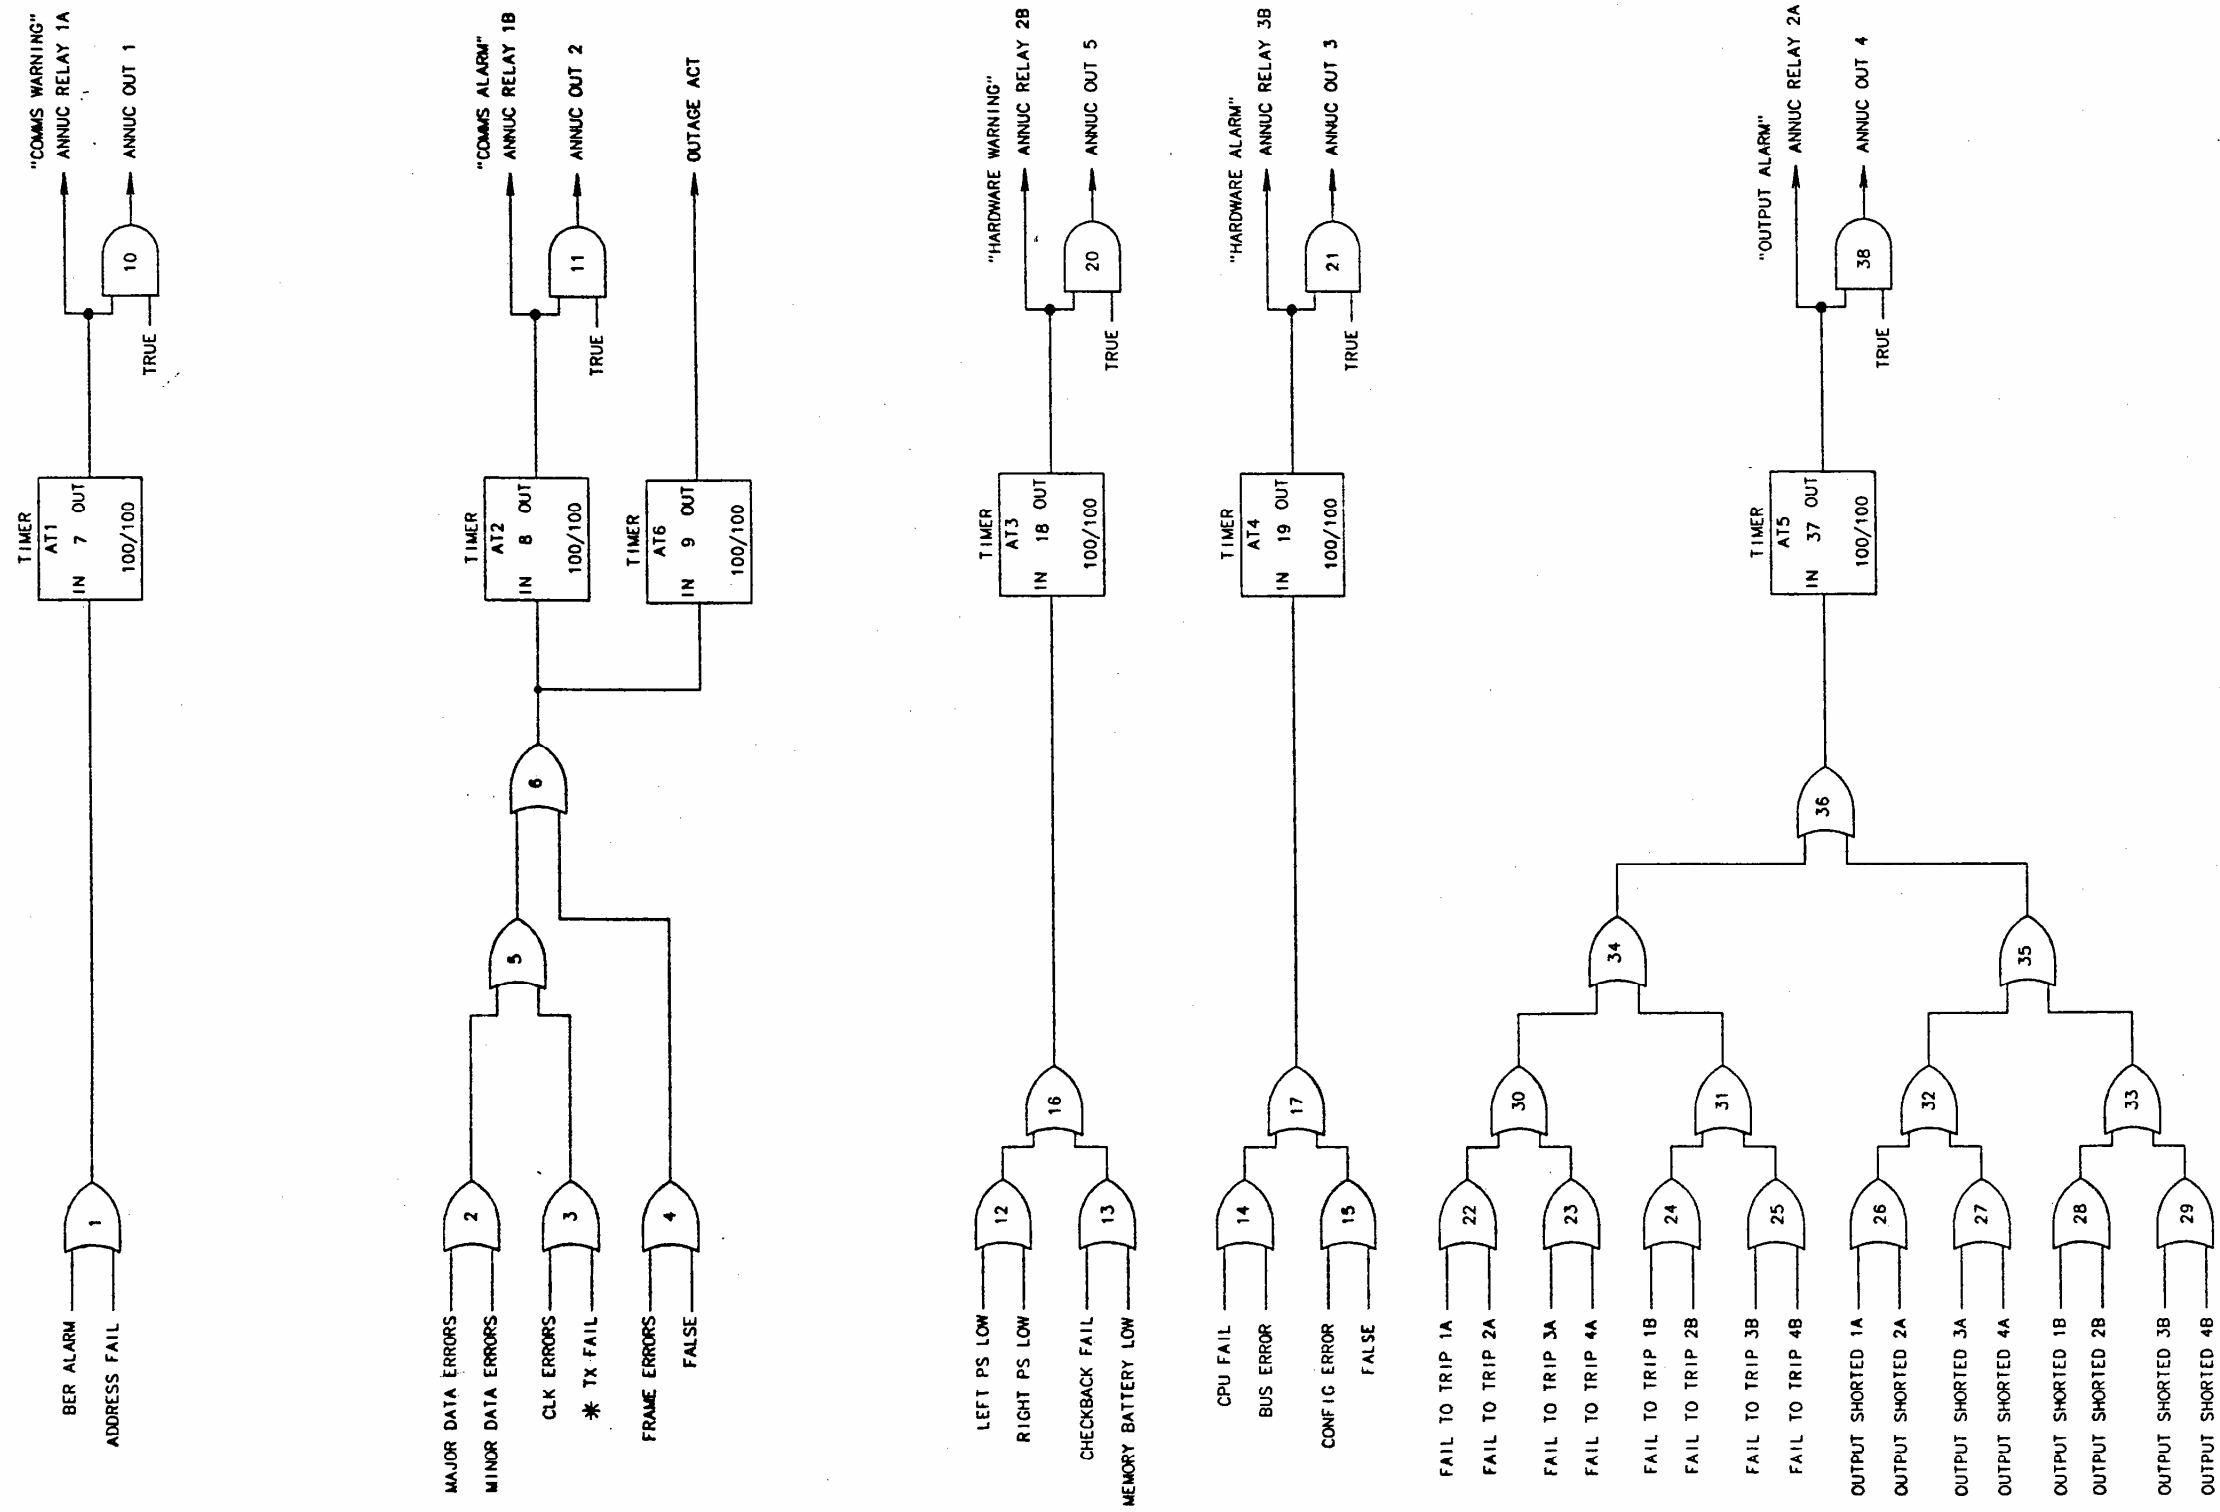 BER ALARM
ADDRESS FAIL
1
TIMER
AT1
IN 7 OUT
100/100
TRUE
10
"COMMS WARNING"
ANNUC RELAY 1A
ANNUC OUT 1
MAJOR DATA ERRORS
MINOR DATA ERRORS
CLK ERRORS
* TX FAIL
FRAME ERRORS
FALSE
2
3
4
5
6
TIMER
AT2
IN 8 OUT
100/100
TIMER
AT6
IN 9 OUT
100/100
TRUE
11
"COMMS ALARM"
ANNUC RELAY 1B
ANNUC OUT 2
OUTAGE ACT
LEFT PS LOW
RIGHT PS LOW
CHECKBACK FAIL
MEMORY BATTERY LOW
12
13
16
TIMER
AT3
IN 18 OUT
100/100
TRUE
20
"HARDWARE WARNING"
ANNUC RELAY 2B
ANNUC OUT 5
CPU FAIL
BUS ERROR
CONFIG ERROR
FALSE
14
15
17
TIMER
AT4
IN 19 OUT
100/100
TRUE
21
"HARDWARE ALARM"
ANNUC RELAY 3B
ANNUC OUT 3
FAIL TO TRIP 1A
FAIL TO TRIP 2A
FAIL TO TRIP 3A
FAIL TO TRIP 4A
FAIL TO TRIP 1B
FAIL TO TRIP 2B
FAIL TO TRIP 3B
FAIL TO TRIP 4B
OUTPUT SHORTED 1A
OUTPUT SHORTED 2A
OUTPUT SHORTED 3A
OUTPUT SHORTED 4A
OUTPUT SHORTED 1B
OUTPUT SHORTED 2B
OUTPUT SHORTED 3B
OUTPUT SHORTED 4B
22
23
24
25
26
27
28
29
30
31
32
33
34
35
36
TIMER
AT5
IN 37 OUT
100/100
TRUE
38
"OUTPUT ALARM"
ANNUC RELAY 2A
ANNUC OUT 4